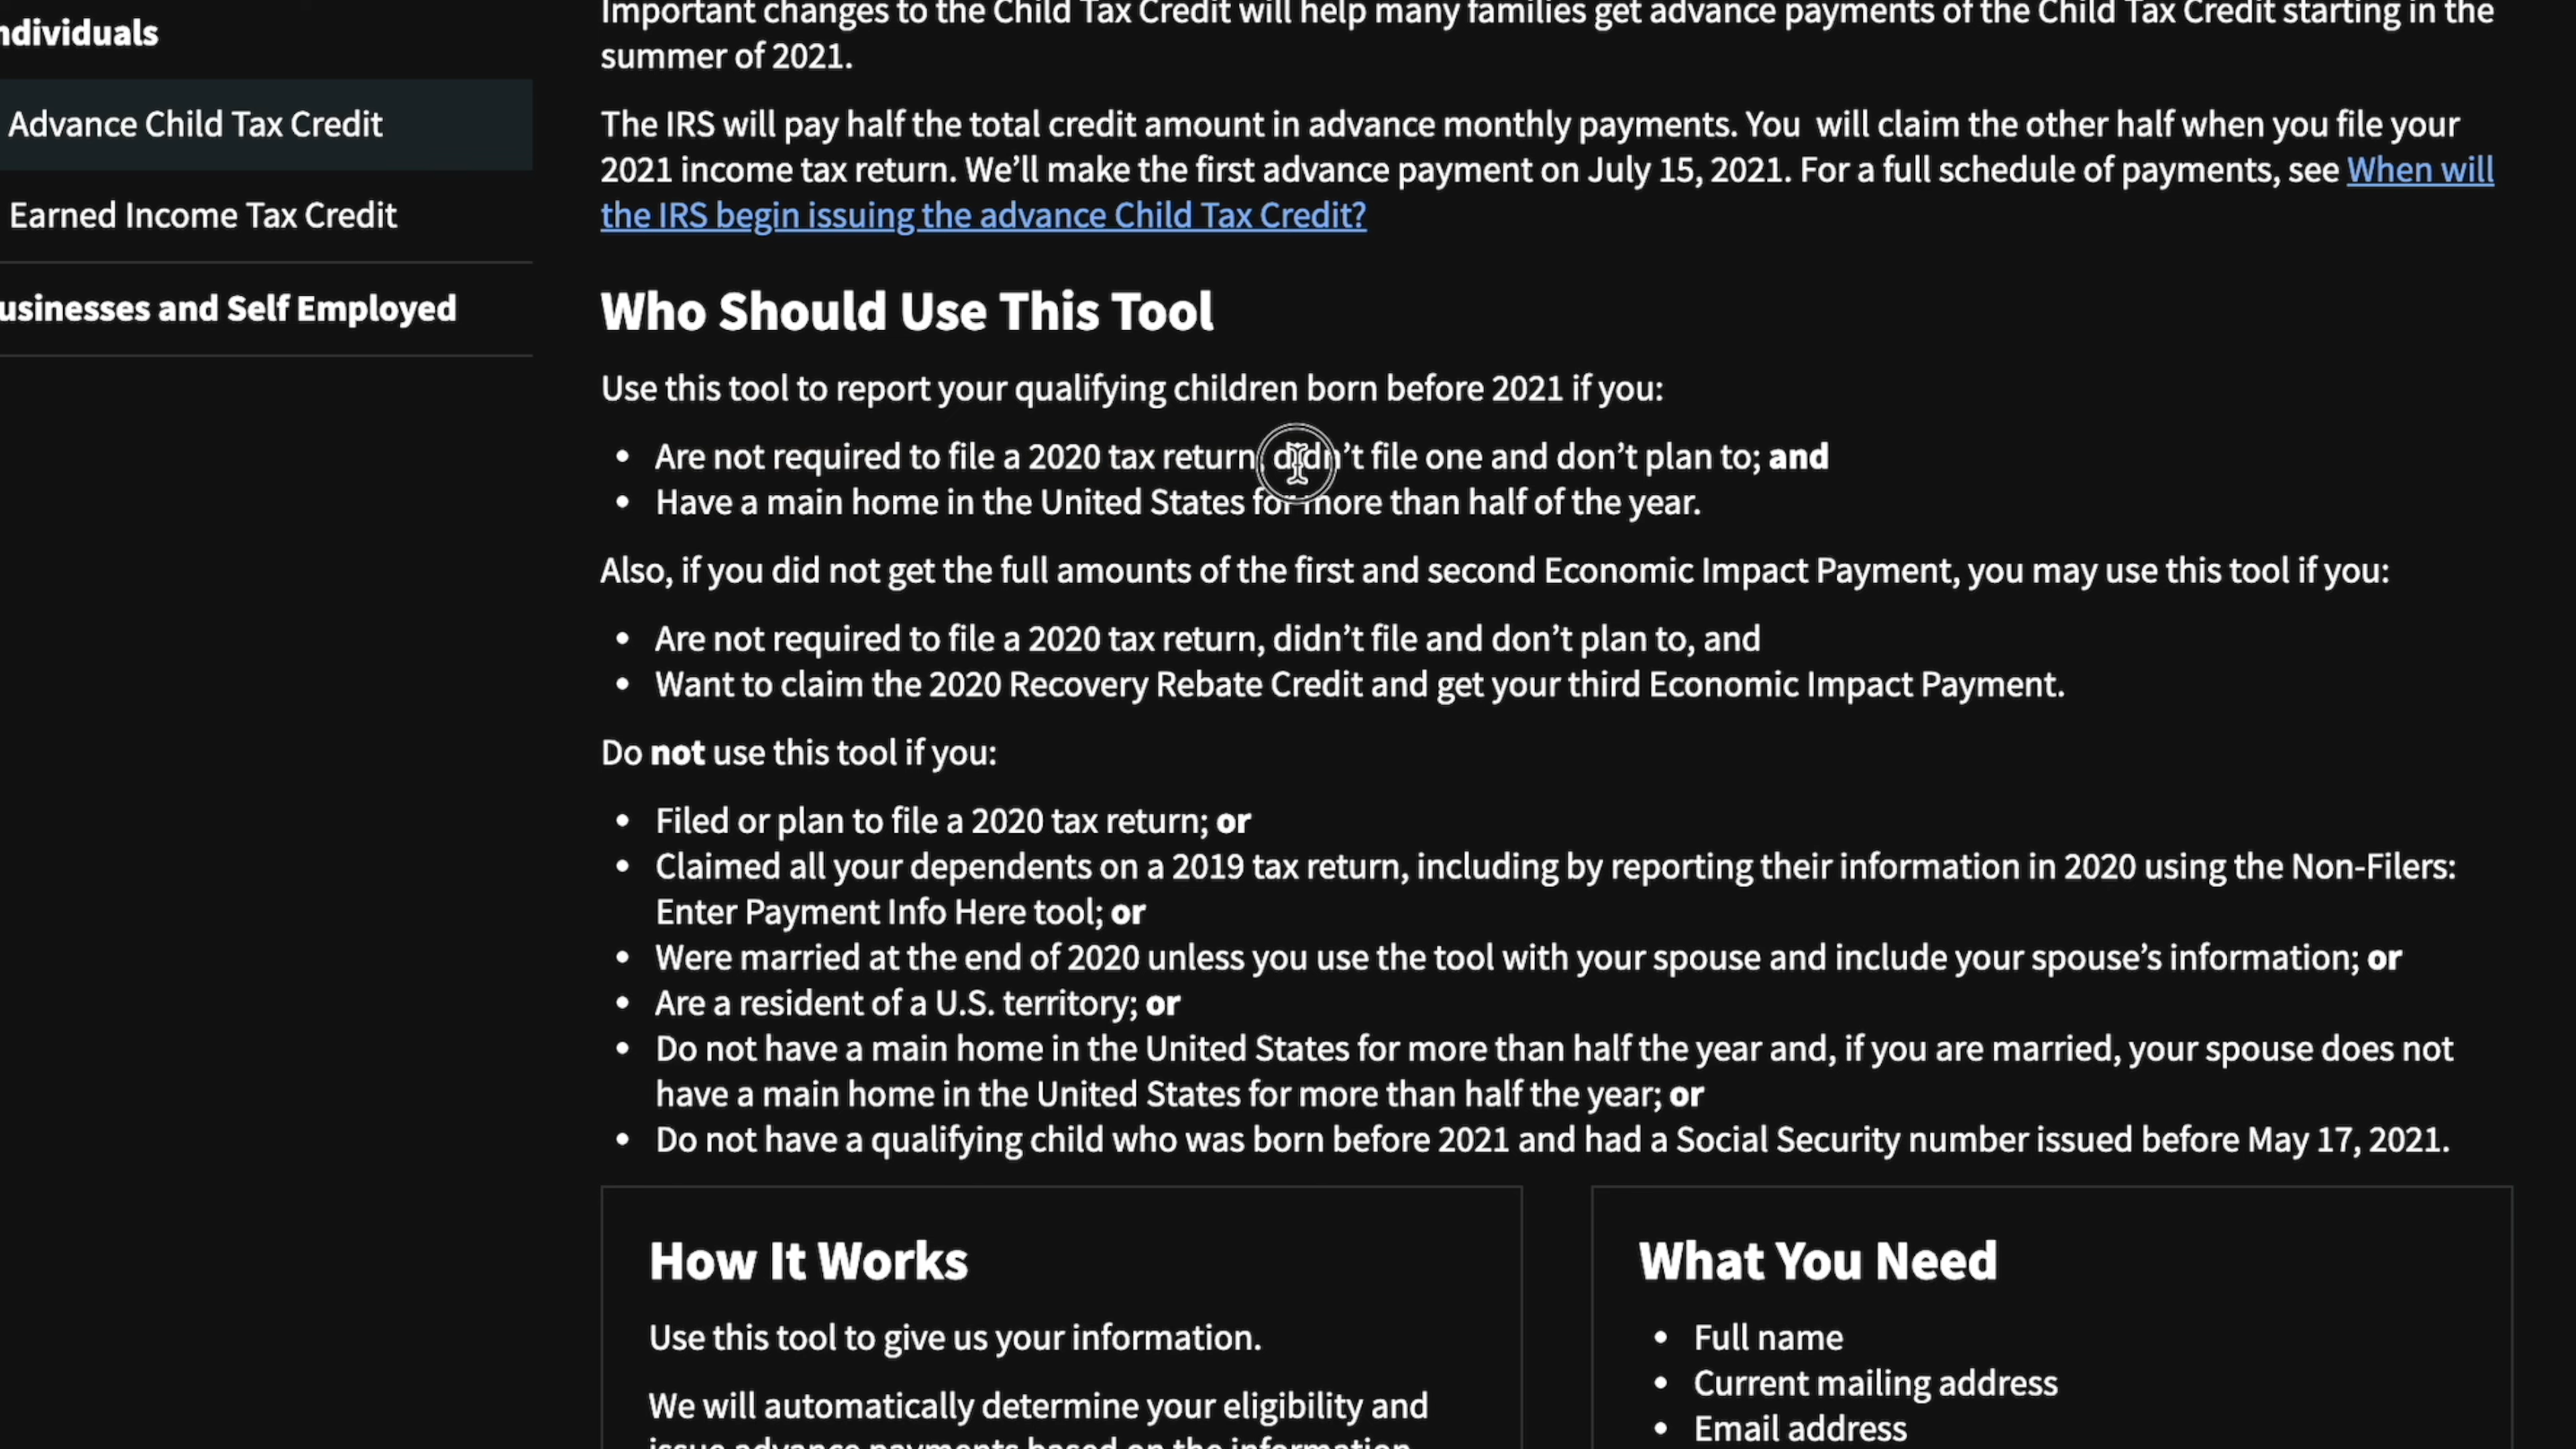 ndividuals
Advance Child Tax Credit
Earned Income Tax Credit
usinesses and Self Employed
Important changes to the Child Tax Credit will help many families get advance payments of the Child Tax Credit starting in the
summer of 2021.
The IRS will pay half the total credit amount in advance monthly payments. You  will claim the other half when you file your
2021 income tax return. We’ll make the first advance payment on July 15, 2021. For a full schedule of payments, see When will
the IRS begin issuing the advance Child Tax Credit?
Who Should Use This Tool
Use this tool to report your qualifying children born before 2021 if you:
• Are not required to file a 2020 tax return, didn’t file one and don’t plan to; and
• Have a main home in the United States for more than half of the year.
Also, if you did not get the full amounts of the first and second Economic Impact Payment, you may use this tool if you:
• Are not required to file a 2020 tax return, didn’t file and don’t plan to, and
• Want to claim the 2020 Recovery Rebate Credit and get your third Economic Impact Payment.
Do not use this tool if you:
• Filed or plan to file a 2020 tax return; or
• Claimed all your dependents on a 2019 tax return, including by reporting their information in 2020 using the Non-Filers:
Enter Payment Info Here tool; or
• Were married at the end of 2020 unless you use the tool with your spouse and include your spouse’s information; or
• Are a resident of a U.S. territory; or
• Do not have a main home in the United States for more than half the year and, if you are married, your spouse does not
have a main home in the United States for more than half the year; or
• Do not have a qualifying child who was born before 2021 and had a Social Security number issued before May 17, 2021.
How It Works
Use this tool to give us your information.
We will automatically determine your eligibility and
issue advance payments based on the information
What You Need
• Full name
• Current mailing address
• Email address